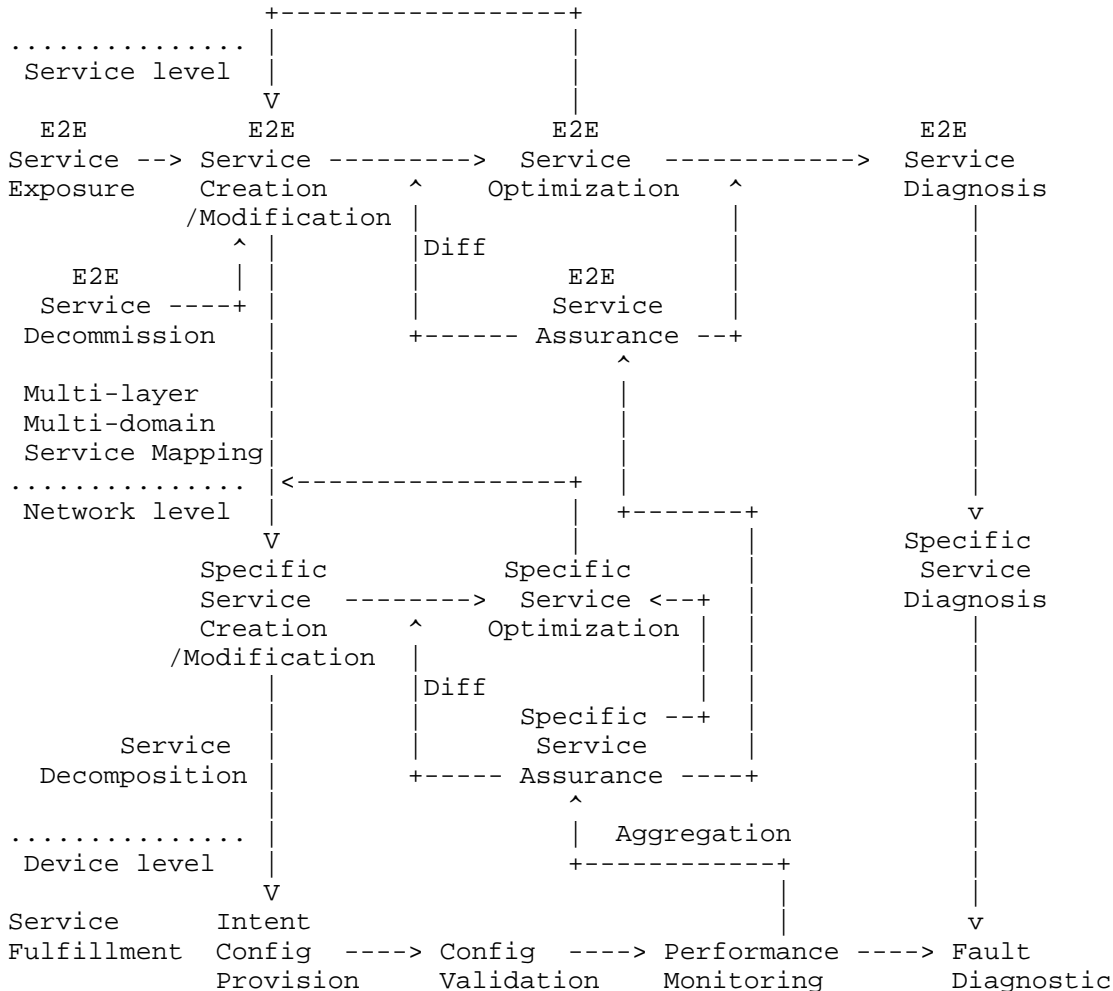 +------------------+
............... |                  |
Service level |                  |
V                  |
E2E E2E E2E E2E
Service --> Service ---------> Service ------------> Service
Exposure Creation ^ Optimization ^ Diagnosis
/Modification | | |
^ | |Diff | |
E2E | | | E2E | |
Service ----+ | | Service | |
Decommission | +------ Assurance --+ |
| ^ |
Multi-layer | | |
Multi-domain | | |
Service Mapping| | |
............... |<-----------------+ | |
Network level | | +-------+ v
V | | Specific
Specific Specific | Service
Service --------> Service <--+ | Diagnosis
Creation ^ Optimization | | |
/Modification | | | |
| |Diff | | |
| | Specific --+ | |
Service | | Service | |
Decomposition | +----- Assurance ----+ |
| ^ |
............... | | Aggregation |
Device level | +------------+ |
V | |
Service Intent | v
Fulfillment Config ----> Config ----> Performance ----> Fault
Provision Validation Monitoring Diagnostic